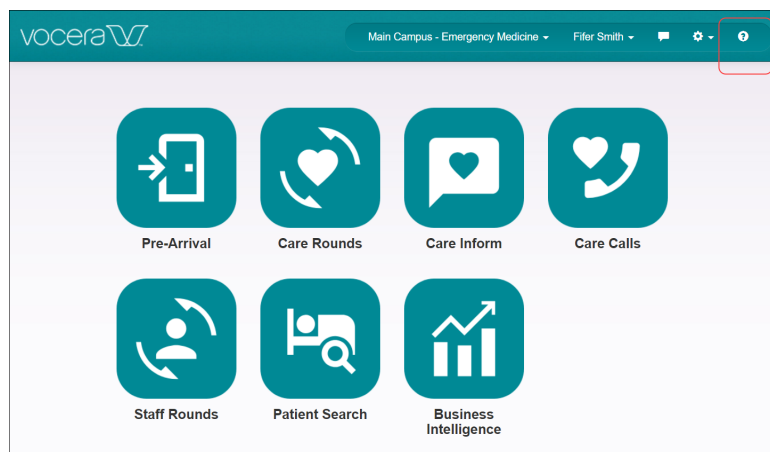 vocera
Main Campus - Emergency Medicine Fifer Smith ?
Pre-Arrival Care Rounds Care Inform Care Calls
Staff Rounds Patient Search Business
Intelligence